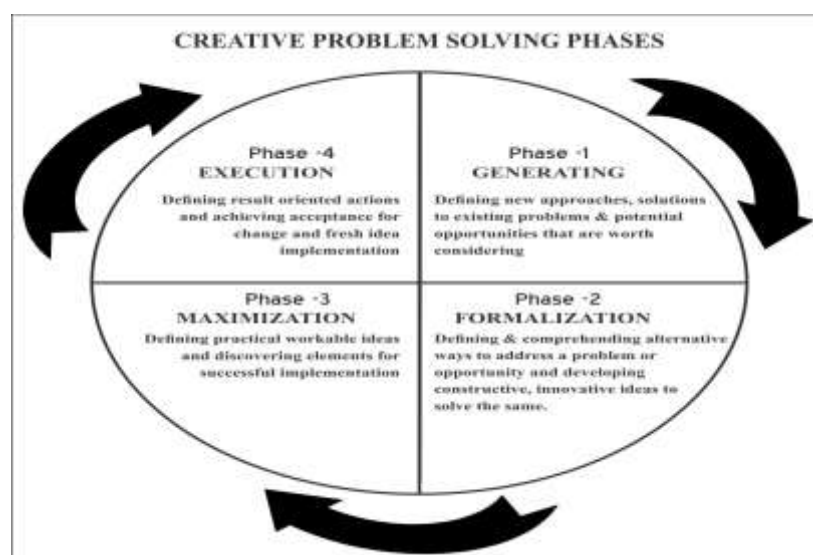 CREATIVE PROBLEM SOLVING PHASES
Phase -4
EXECUTION
Defining result oriented actions
and achieving acceptance for
change and fresh idea
implementation
Phase -1
GENERATING
Defining new approaches, solutions
to existing problems & potential
opportunities that are worth
considering
Phase -3
MAXIMIZATION
Defining practical workable ideas
and discovering elements for
successful implementation
Phase -2
FORMALIZATION
Defining & comprehending alternative
ways to address a problem or
opportunity and developing
constructive, innovative ideas to
solve the same.